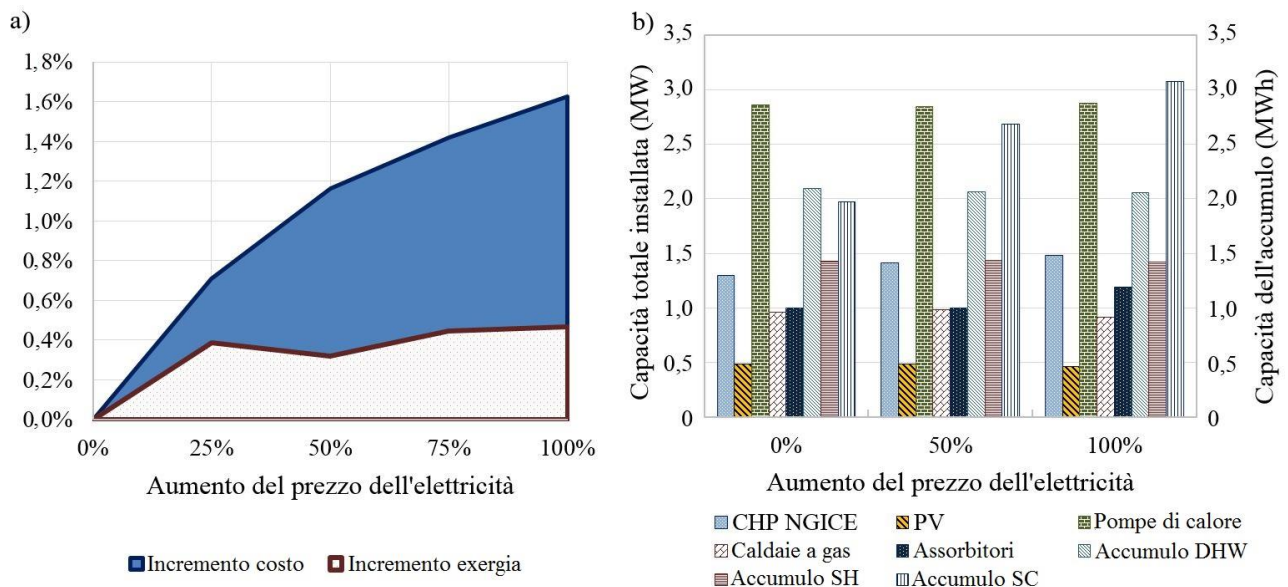 a)
1,8%
1,6%
1,4%
1,2%
1,0%
0,8%
0,6%
0,4%
0,2%
0,0%
0%
25%
50%
75%
100%
Aumento del prezzo dell'elettricità
Incremento costo
Incremento exergia
b)
Capacità totale installata (MW)
3,5
3,0
2,5
2,0
1,5
1,0
0,5
0
3,5
3,0
2,5
2,0
1,5
1,0
0,5
0
Capacità dell'accumulo (MWh)
0%
50%
100%
Aumento del prezzo dell'elettricità
CHP NGICE
PV
Pompe di calore
Caldaie a gas
Assorbitori
Accumulo DHW
Accumulo SH
Accumulo SC